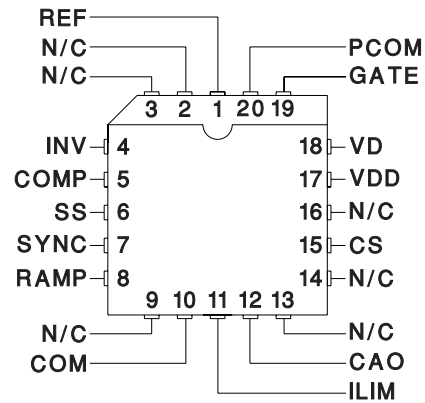 REF
N/C
PCOM
N/C
GATE
3 2 1 20 19
INV 4
18 VD
COMP 5
17 VDD
SS 6
16 N/C
SYNC 7
15 CS
RAMP 8
14 N/C
9 10 11 12 13
N/C
N/C
COM
CAO
ILIM